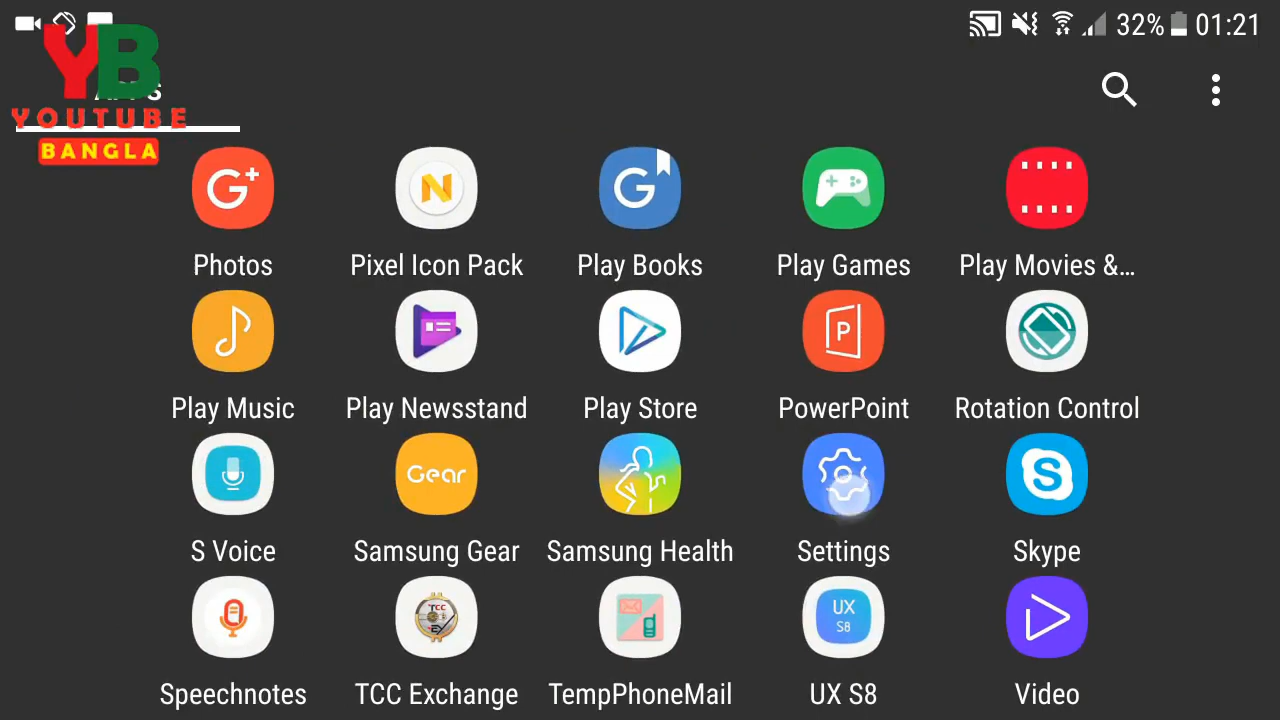 32% 01:21
YB
YOUTUBE
BANGLA
G+ N G
Photos Pixel Icon Pack Play Books Play Games Play Movies &...
P
Play Music Play Newsstand Play Store PowerPoint Rotation Control
Gear S
S Voice Samsung Gear Samsung Health Settings Skype
TCC UX
S8
Speechnotes TCC Exchange TempPhoneMail UX S8 Video